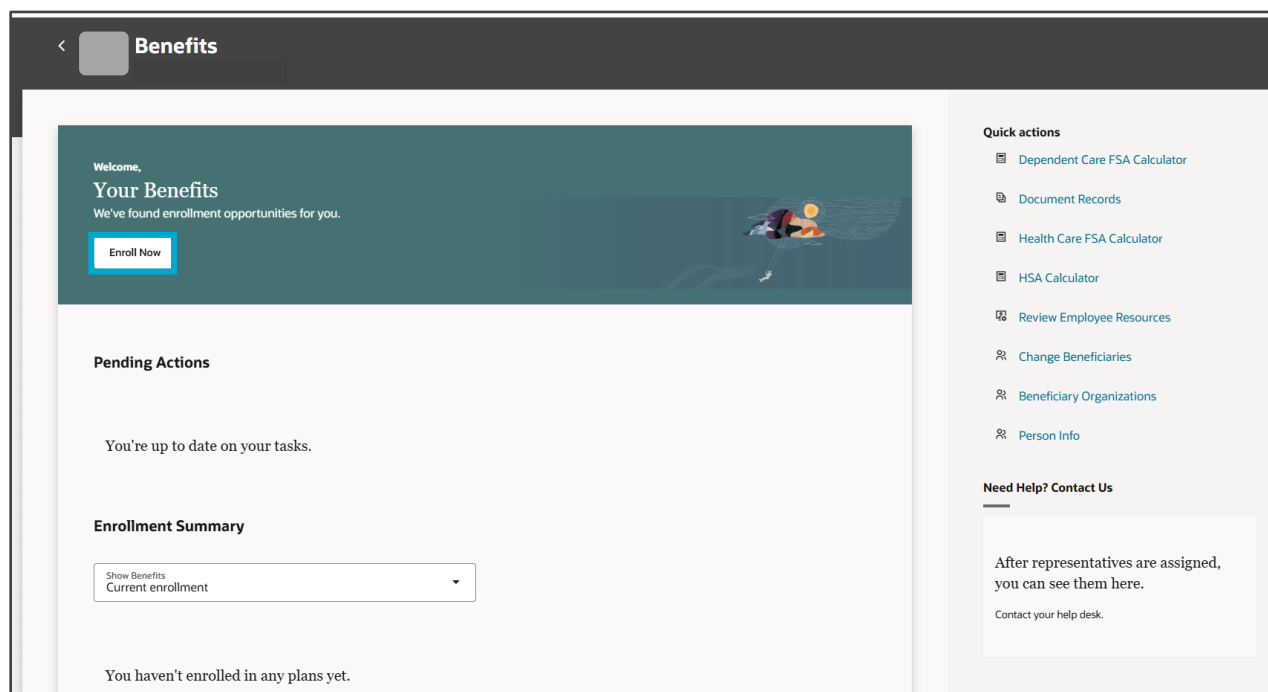 Benefits
Welcome,
Your Benefits
We've found enrollment opportunities for you.
Enroll Now
Pending Actions
You're up to date on your tasks.
Enrollment Summary
Show Benefits
Current enrollment
You haven't enrolled in any plans yet.
Quick actions
Dependent Care FSA Calculator
Document Records
Health Care FSA Calculator
HSA Calculator
Review Employee Resources
Change Beneficiaries
Beneficiary Organizations
Person Info
Need Help? Contact Us
After representatives are assigned,
you can see them here.
Contact your help desk.